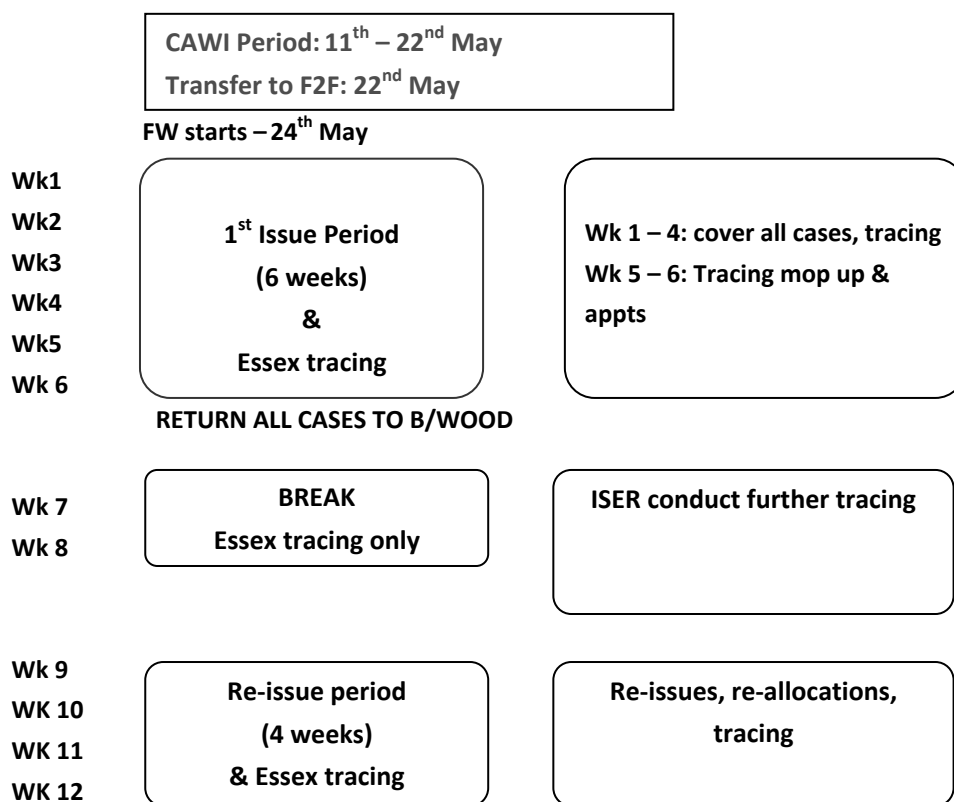 CAWI Period: 11th – 22nd May
Transfer to F2F: 22nd May
FW starts – 24th May
Wk1
Wk2
Wk3
Wk4
Wk5
Wk 6
1st Issue Period
(6 weeks)
&
Essex tracing
Wk 1 – 4: cover all cases, tracing
Wk 5 – 6: Tracing mop up &
appts
RETURN ALL CASES TO B/WOOD
Wk 7
Wk 8
BREAK
Essex tracing only
ISER conduct further tracing
Wk 9
WK 10
WK 11
WK 12
Re-issue period
(4 weeks)
& Essex tracing
Re-issues, re-allocations,
tracing